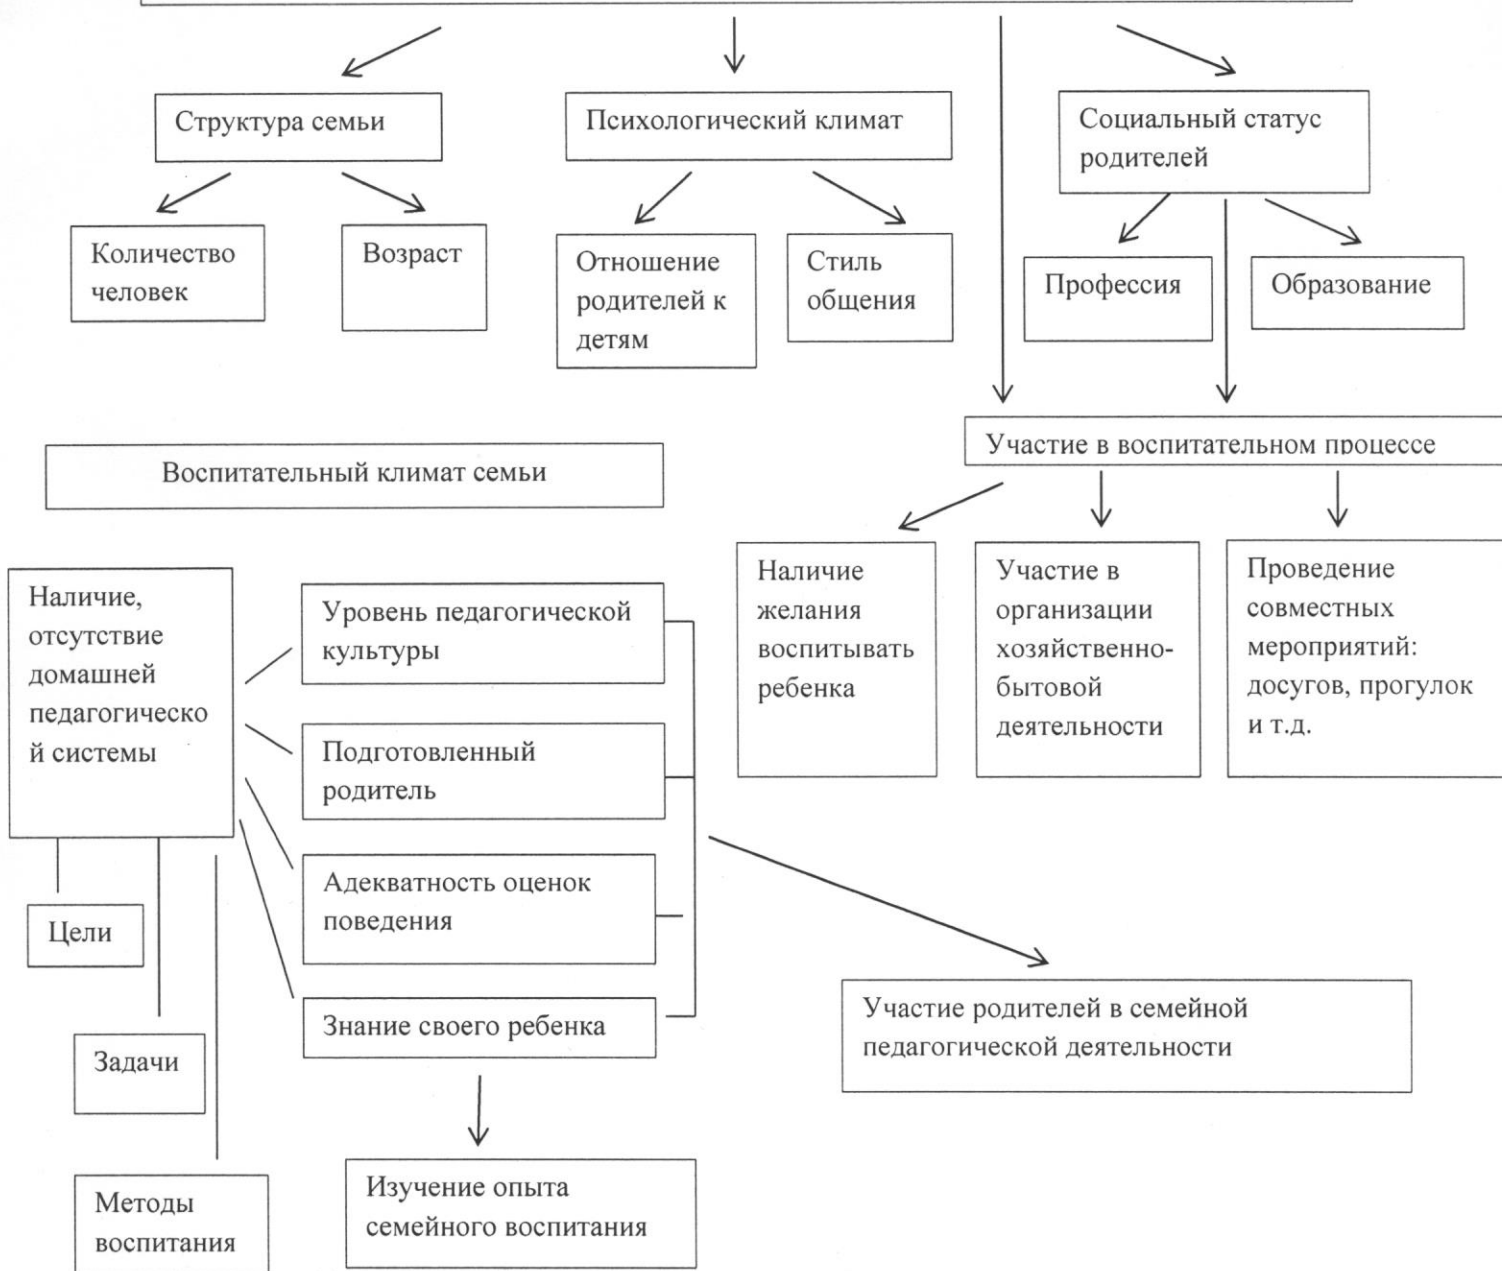 Структура семьи
Психологический климат
Социальный статус
родителей
Количество
человек
Возраст
Отношение
родителей к
детям
Стиль
общения
Профессия
Образование
Участие в воспитательном процессе
Воспитательный климат семьи
Наличие
желания
воспитывать
ребенка
Участие в
организации
хозяйственно-
бытовой
деятельности
Проведение
совместных
мероприятий:
досугов, прогулок
и т.д.
Наличие,
отсутствие
домашней
педагогическо
й системы
Уровень педагогической
культуры
Подготовленный
родитель
Адекватность оценок
поведения
Знание своего ребенка
Цели
Задачи
Методы
воспитания
Изучение опыта
семейного воспитания
Участие родителей в семейной
педагогической деятельности